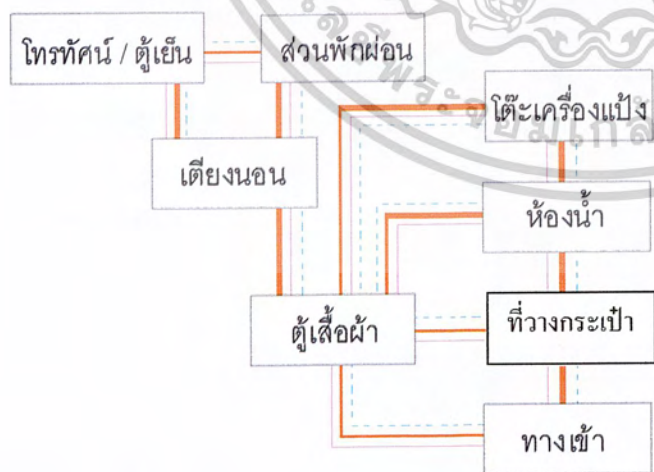 โทรทัศน์ / ตู้เย็น
ส่วนพักผ่อน
โต๊ะเครื่องแป้ง
เตียงนอน
ห้องน้ำ
ตู้เสื้อผ้า
ที่วางกระเป๋า
ทางเข้า